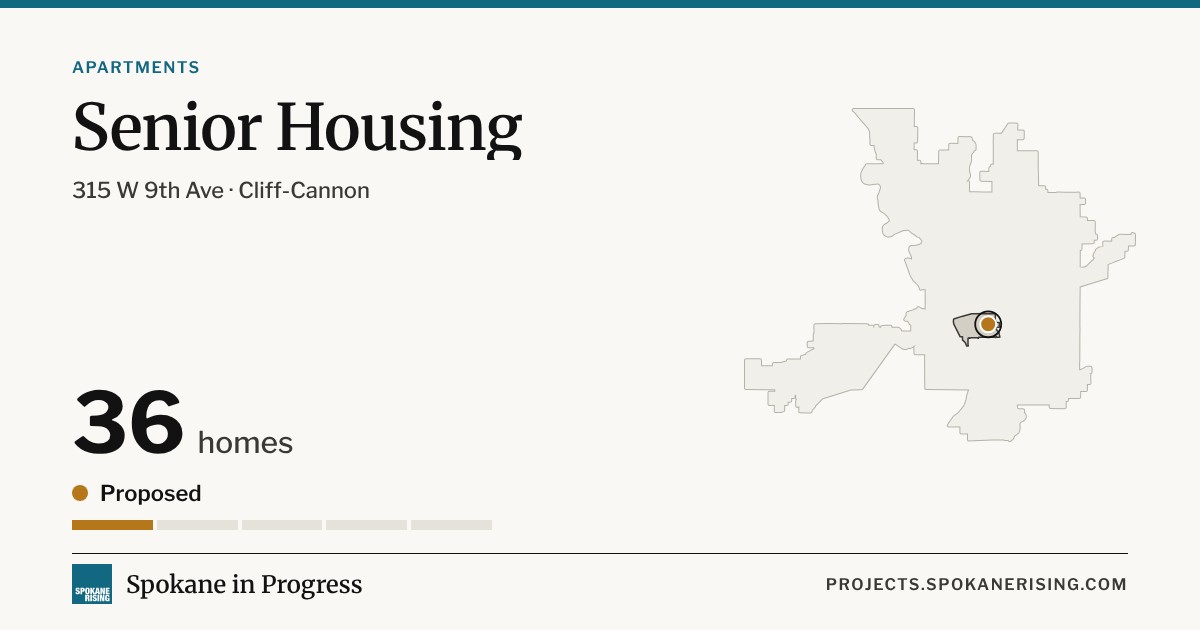 APARTMENTS
Senior Housing
315 W 9th Ave · Cliff-Cannon
36 homes
Proposed
SPOKANE
RISING
Spokane in Progress
PROJECTS.SPOKANERISING.COM